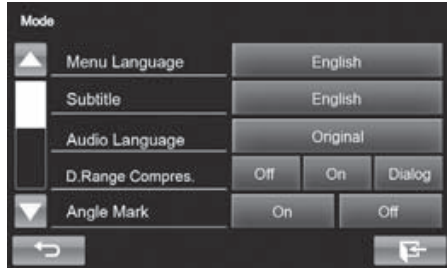 Mode
Menu Language English
Subtitle English
Audio Language Original
D.Range Compres. Off On Dialog
Angle Mark On Off